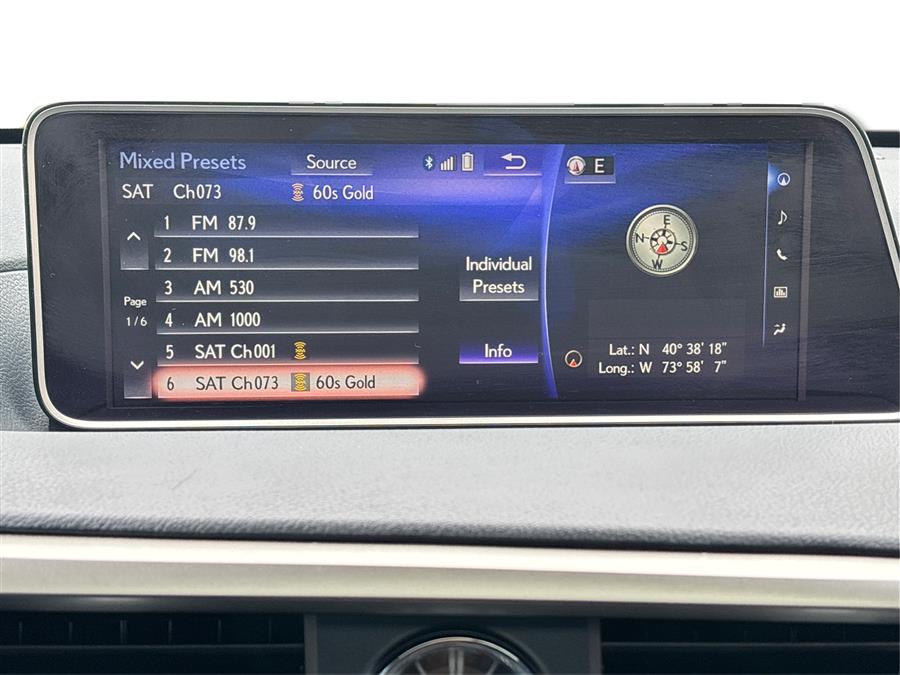 Mixed Presets Source E
SAT Ch073 60s Gold
1 FM 87.9
2 FM 98.1
3 AM 530
4 AM 1000
5 SAT Ch001
6 SAT Ch073 60s Gold
Page
1/6
Individual
Presets
Info
E
N S
W
Lat.: N 40° 38' 18"
Long.: W 73° 58' 7"